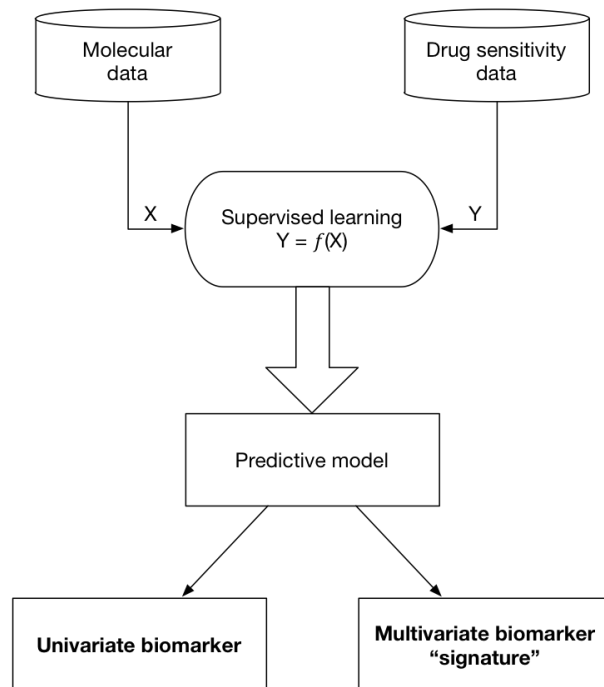 Molecular
data
Drug sensitivity
data
X
Y
Supervised learning
Y = f(X)
Predictive model
Univariate biomarker
Multivariate biomarker
“signature”